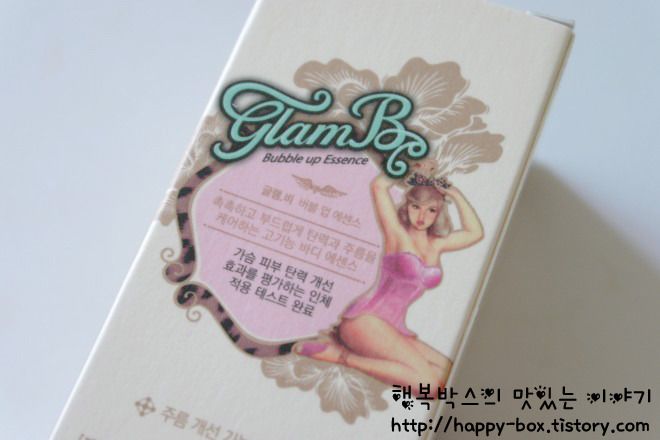 Glam B
Bubble up Essence
글램.비 버블 업 에센스
촉촉하고 부드럽게 탄력과 주름을
케어하는 고기능 바디 에센스
가슴 피부 탄력 개선
효과를 평가하는 인체
적용 테스트 완료
주름 개선 기능
행복박스의 맛있는 이야기
http://happy-box.tistory.com